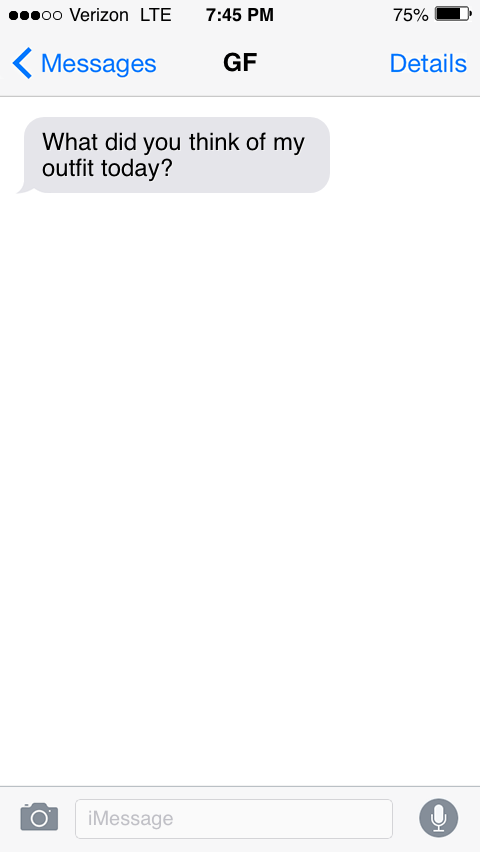 Verizon LTE 7:45 PM 75%
Messages GF Details
What did you think of my
outfit today?
iMessage